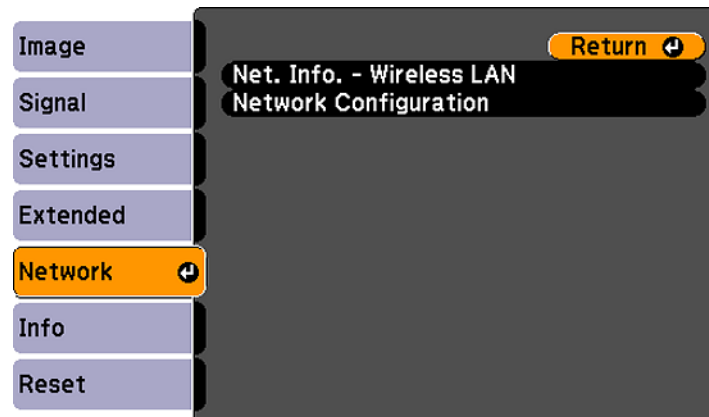 Image
Signal
Settings
Extended
Network
Info
Reset
Return
Net. Info. - Wireless LAN
Network Configuration